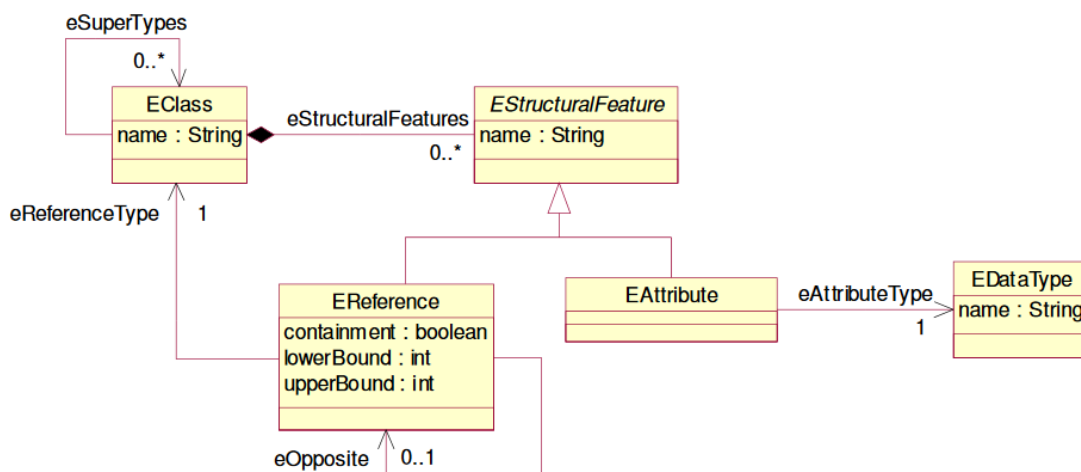 eSuperTypes
0..*
EClass
name : String
eStructuralFeatures
0..*
EStructuralFeature
name : String
eReferenceType
1
EReference
containment : boolean
lowerBound : int
upperBound : int
EAttribute
eAttributeType
1
EDataType
name : String
eOpposite
0..1